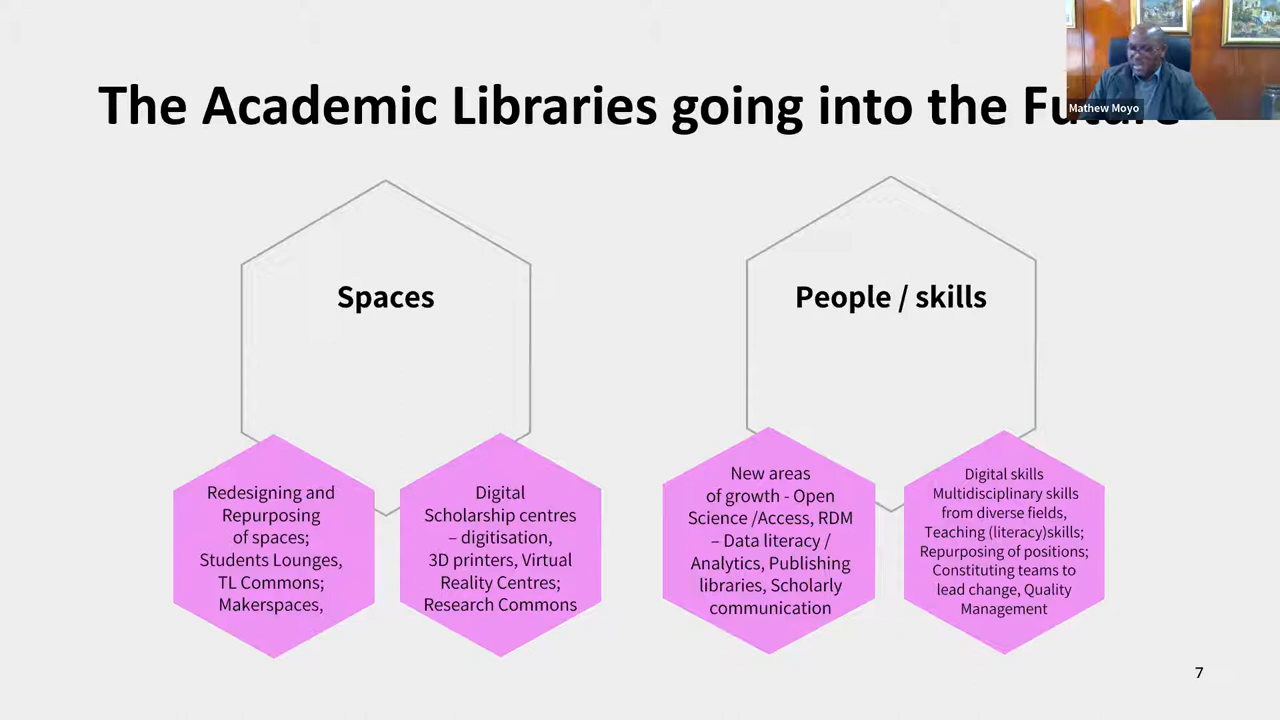 The Academic Libraries going into the Future
Mathew Moyo
Spaces
Redesigning and
Repurposing
of spaces;
Students Lounges,
TL Commons;
Makerspaces,
Digital
Scholarship centres
– digitisation,
3D printers, Virtual
Reality Centres;
Research Commons
People / skills
New areas
of growth - Open
Science /Access, RDM
– Data literacy /
Analytics, Publishing
libraries, Scholarly
communication
Digital skills
Multidisciplinary skills
from diverse fields,
Teaching (literacy)skills;
Repurposing of positions;
Constituting teams to
lead change, Quality
Management
7